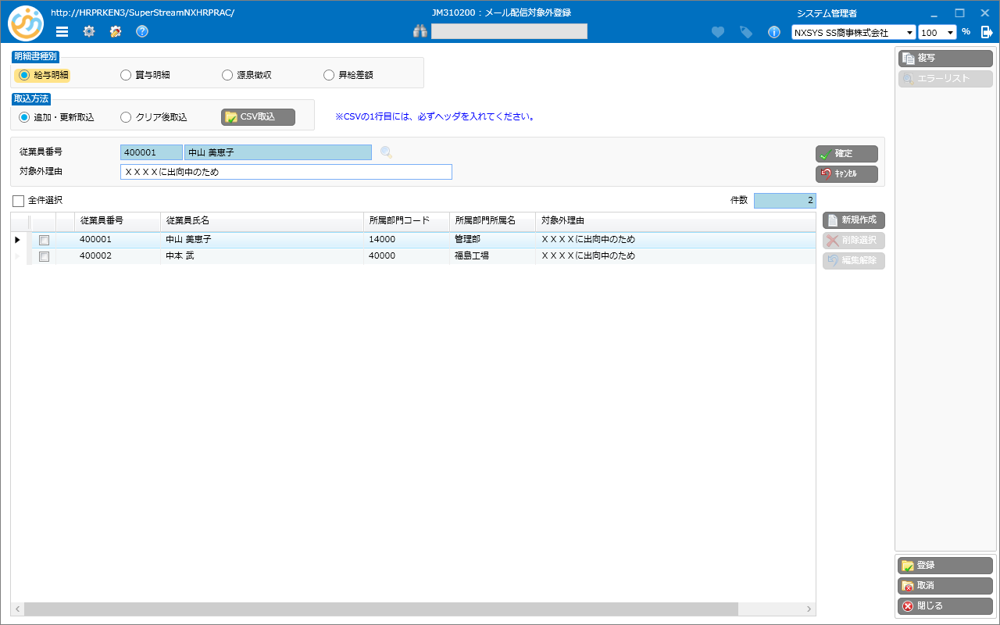 http://HRPRKEN3/SuperStreamNXHRPRAC/
JM310200：メール配信対象外登録
システム管理者
NXSYS SS商事株式会社
100
%
明細書種別
給与明細
賞与明細
源泉徴収
昇給差額
取込方法
追加・更新取込
クリア後取込
CSV取込
※CSVの1行目には、必ずヘッダを入れてください。
従業員番号 400001 中山 美恵子
対象外理由 ＸＸＸＸに出向中のため
確定
ｷｬﾝｾﾙ
全件選択
件数 2
従業員番号 従業員氏名 所属部門コード 所属部門所属名 対象外理由
400001 中山 美恵子 14000 管理部 ＸＸＸＸに出向中のため
400002 中本 武 40000 福島工場 ＸＸＸＸに出向中のため
新規作成
削除選択
編集解除
複写
エラーリスト
登録
取消
閉じる